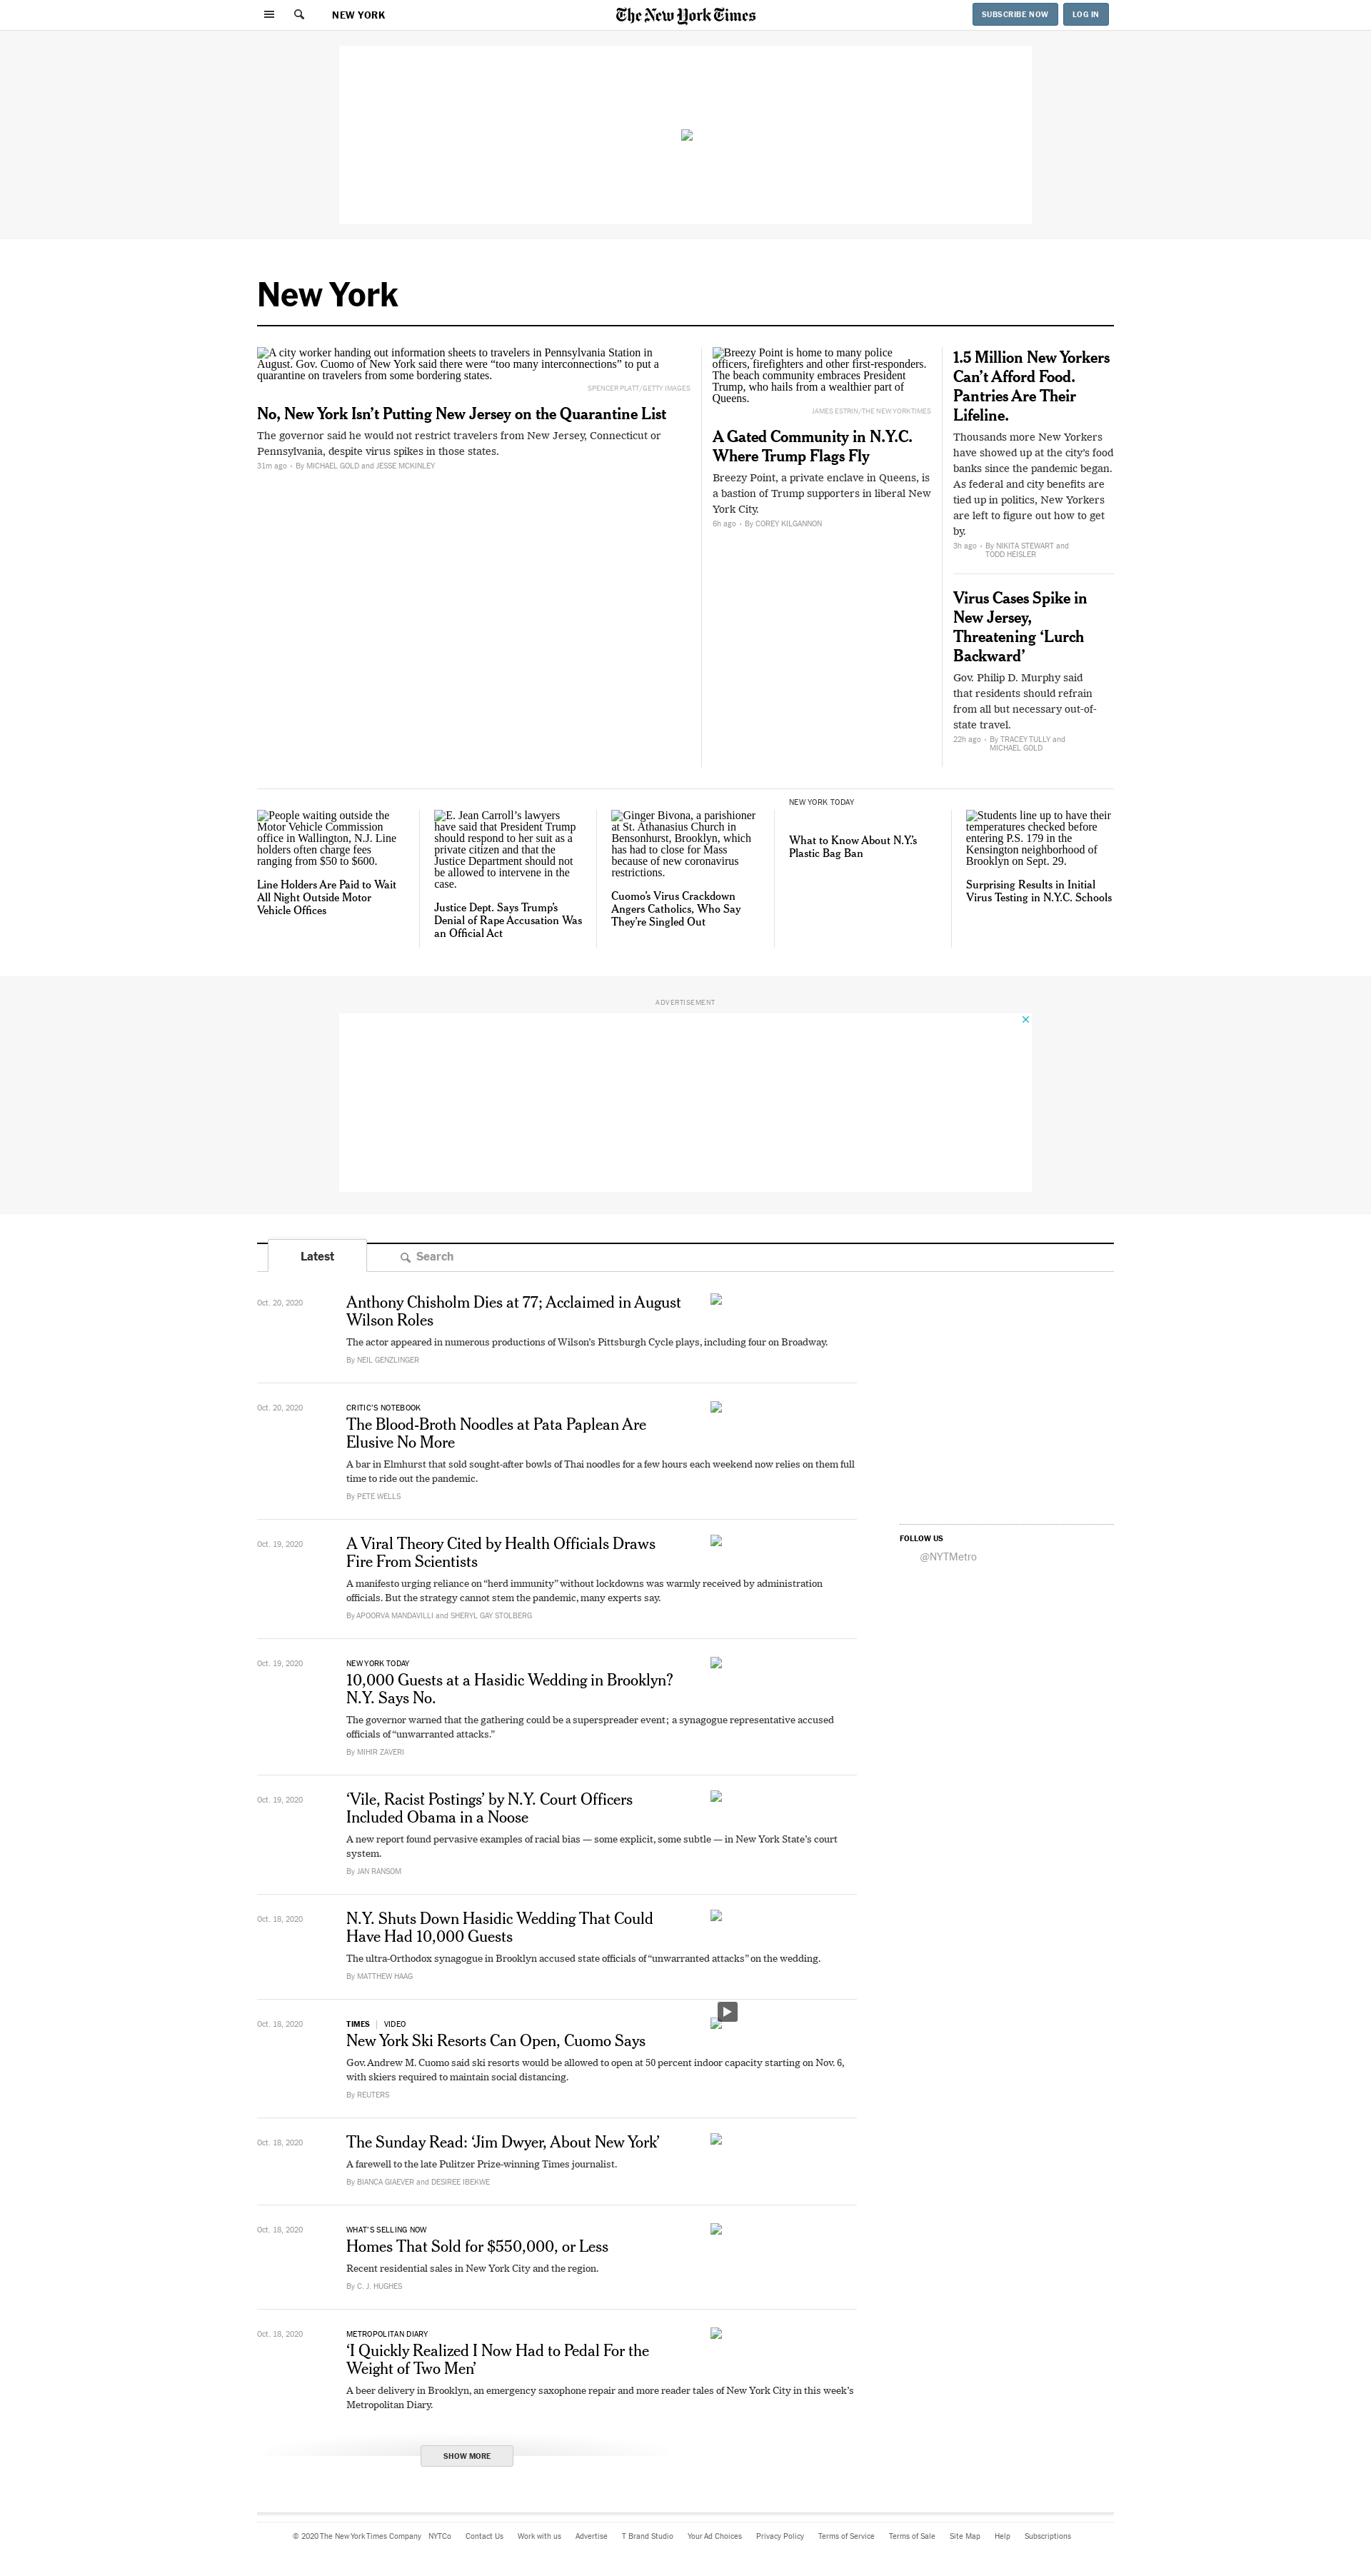 NEW YORK
The New York Times
SUBSCRIBE NOW
LOG IN
New York
A city worker handing out information sheets to travelers in Pennsylvania Station in
August. Gov. Cuomo of New York said there were “too many interconnections” to put a
quarantine on travelers from some bordering states.
SPENCER PLATT/GETTY IMAGES
No, New York Isn’t Putting New Jersey on the Quarantine List
The governor said he would not restrict travelers from New Jersey, Connecticut or
Pennsylvania, despite virus spikes in those states.
31m ago • By MICHAEL GOLD and JESSE MCKINLEY
Breezy Point is home to many police
officers, firefighters and other first-responders.
The beach community embraces President
Trump, who hails from a wealthier part of
Queens.
JAMES ESTRIN/THE NEW YORK TIMES
A Gated Community in N.Y.C.
Where Trump Flags Fly
Breezy Point, a private enclave in Queens, is
a bastion of Trump supporters in liberal New
York City.
6h ago • By COREY KILGANNON
1.5 Million New Yorkers
Can’t Afford Food.
Pantries Are Their
Lifeline.
Thousands more New Yorkers
have showed up at the city’s food
banks since the pandemic began.
As federal and city benefits are
tied up in politics, New Yorkers
are left to figure out how to get
by.
3h ago • By NIKITA STEWART and
TODD HEISLER
Virus Cases Spike in
New Jersey,
Threatening ‘Lurch
Backward’
Gov. Philip D. Murphy said
that residents should refrain
from all but necessary out-of-
state travel.
22h ago • By TRACEY TULLY and
MICHAEL GOLD
People waiting outside the
Motor Vehicle Commission
office in Wallington, N.J. Line
holders often charge fees
ranging from $50 to $600.
Line Holders Are Paid to Wait
All Night Outside Motor
Vehicle Offices
E. Jean Carroll’s lawyers
have said that President Trump
should respond to her suit as a
private citizen and that the
Justice Department should not
be allowed to intervene in the
case.
Justice Dept. Says Trump’s
Denial of Rape Accusation Was
an Official Act
Ginger Bivona, a parishioner
at St. Athanasius Church in
Bensonhurst, Brooklyn, which
has had to close for Mass
because of new coronavirus
restrictions.
Cuomo’s Virus Crackdown
Angers Catholics, Who Say
They’re Singled Out
NEW YORK TODAY
What to Know About N.Y.’s
Plastic Bag Ban
Students line up to have their
temperatures checked before
entering P.S. 179 in the
Kensington neighborhood of
Brooklyn on Sept. 29.
Surprising Results in Initial
Virus Testing in N.Y.C. Schools
ADVERTISEMENT
Latest
Search
Oct. 20, 2020
Anthony Chisholm Dies at 77; Acclaimed in August
Wilson Roles
The actor appeared in numerous productions of Wilson’s Pittsburgh Cycle plays, including four on Broadway.
By NEIL GENZLINGER
Oct. 20, 2020
CRITIC’S NOTEBOOK
The Blood-Broth Noodles at Pata Paplean Are
Elusive No More
A bar in Elmhurst that sold sought-after bowls of Thai noodles for a few hours each weekend now relies on them full
time to ride out the pandemic.
By PETE WELLS
Oct. 19, 2020
A Viral Theory Cited by Health Officials Draws
Fire From Scientists
A manifesto urging reliance on “herd immunity” without lockdowns was warmly received by administration
officials. But the strategy cannot stem the pandemic, many experts say.
By APOORVA MANDAVILLI and SHERYL GAY STOLBERG
FOLLOW US
@NYTMetro
Oct. 19, 2020
NEW YORK TODAY
10,000 Guests at a Hasidic Wedding in Brooklyn?
N.Y. Says No.
The governor warned that the gathering could be a superspreader event; a synagogue representative accused
officials of “unwarranted attacks.”
By MIHIR ZAVERI
Oct. 19, 2020
‘Vile, Racist Postings’ by N.Y. Court Officers
Included Obama in a Noose
A new report found pervasive examples of racial bias — some explicit, some subtle — in New York State’s court
system.
By JAN RANSOM
Oct. 18, 2020
N.Y. Shuts Down Hasidic Wedding That Could
Have Had 10,000 Guests
The ultra-Orthodox synagogue in Brooklyn accused state officials of “unwarranted attacks” on the wedding.
By MATTHEW HAAG
Oct. 18, 2020
TIMES | VIDEO
New York Ski Resorts Can Open, Cuomo Says
Gov. Andrew M. Cuomo said ski resorts would be allowed to open at 50 percent indoor capacity starting on Nov. 6,
with skiers required to maintain social distancing.
By REUTERS
Oct. 18, 2020
The Sunday Read: ‘Jim Dwyer, About New York’
A farewell to the late Pulitzer Prize-winning Times journalist.
By BIANCA GIAEVER and DESIREE IBEKWE
Oct. 18, 2020
WHAT’S SELLING NOW
Homes That Sold for $550,000, or Less
Recent residential sales in New York City and the region.
By C. J. HUGHES
Oct. 18, 2020
METROPOLITAN DIARY
‘I Quickly Realized I Now Had to Pedal For the
Weight of Two Men’
A beer delivery in Brooklyn, an emergency saxophone repair and more reader tales of New York City in this week’s
Metropolitan Diary.
SHOW MORE
© 2020 The New York Times Company NYTCo Contact Us Work with us Advertise T Brand Studio Your Ad Choices Privacy Policy Terms of Service Terms of Sale Site Map Help Subscriptions